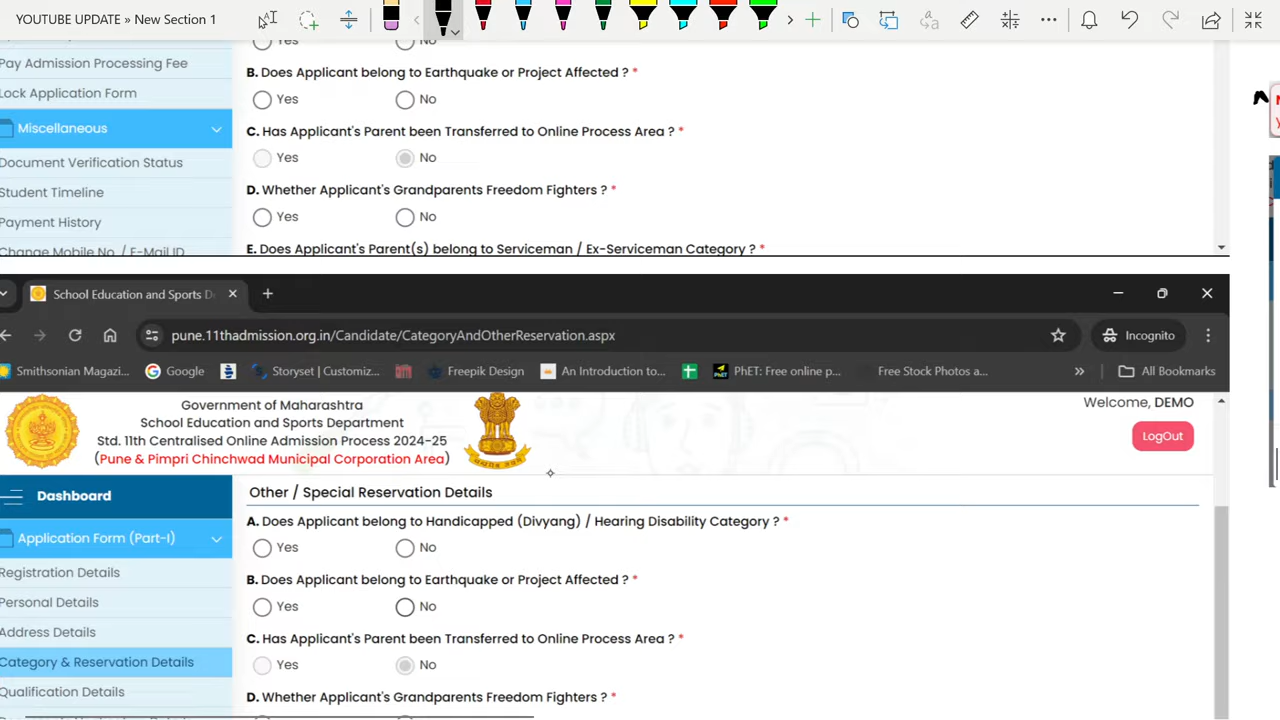 YOUTUBE UPDATE » New Section 1
Yes No
Pay Admission Processing Fee
B. Does Applicant belong to Earthquake or Project Affected ? *
Lock Application Form
Yes No
Miscellaneous
C. Has Applicant's Parent been Transferred to Online Process Area ? *
Yes No
Document Verification Status
Student Timeline
D. Whether Applicant's Grandparents Freedom Fighters ? *
Payment History
Yes No
Change Mobile No. / E-Mail ID
E. Does Applicant's Parent(s) belong to Serviceman / Ex-Serviceman Category ? *
School Education and Sports D
pune.11thadmission.org.in/Candidate/CategoryAndOtherReservation.aspx
Incognito
Smithsonian Magazi... Google Storyset | Customiz... Freepik Design An Introduction to... PhET: Free online p... Free Stock Photos a... » All Bookmarks
Government of Maharashtra
School Education and Sports Department
Std. 11th Centralised Online Admission Process 2024-25
(Pune & Pimpri Chinchwad Municipal Corporation Area)
Welcome, DEMO
LogOut
Dashboard
Other / Special Reservation Details
A. Does Applicant belong to Handicapped (Divyang) / Hearing Disability Category ? *
Application Form (Part-I)
Yes No
Registration Details
B. Does Applicant belong to Earthquake or Project Affected ? *
Personal Details
Yes No
Address Details
C. Has Applicant's Parent been Transferred to Online Process Area ? *
Category & Reservation Details
Yes No
Qualification Details
D. Whether Applicant's Grandparents Freedom Fighters ? *